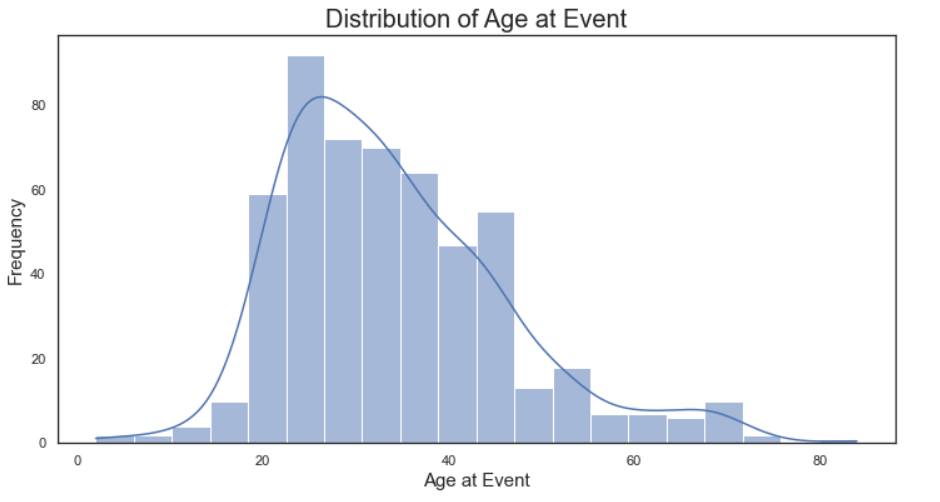 Distribution of Age at Event
Frequency
80
60
40
20
0
0 20 40 60 80
Age at Event